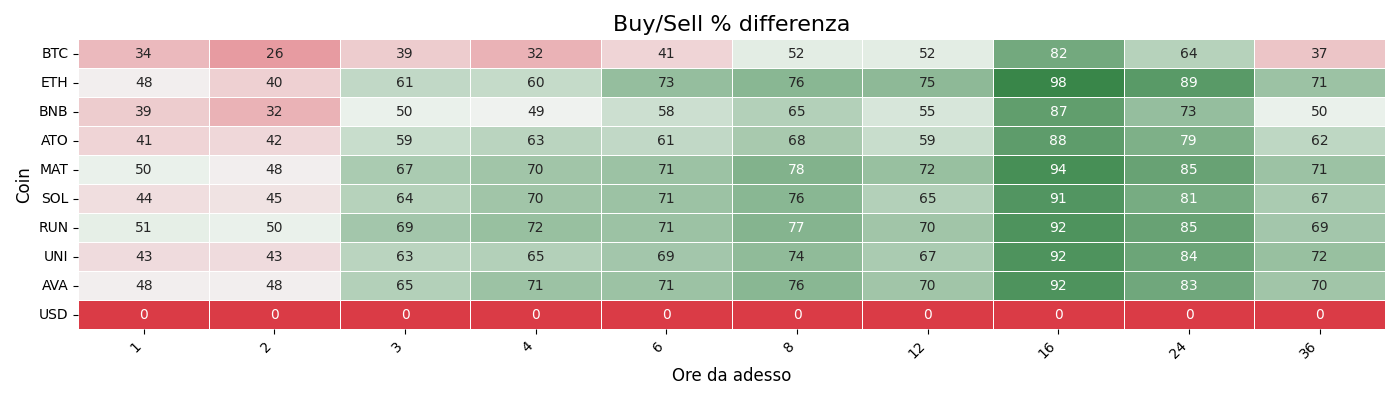 Buy/Sell % differenza
BTC 34 26 39 32 41 52 52 82 64 37
ETH 48 40 61 60 73 76 75 98 89 71
BNB 39 32 50 49 58 65 55 87 73 50
ATO 41 42 59 63 61 68 59 88 79 62
MAT 50 48 67 70 71 78 72 94 85 71
SOL 44 45 64 70 71 76 65 91 81 67
RUN 51 50 69 72 71 77 70 92 85 69
UNI 43 43 63 65 69 74 67 92 84 72
AVA 48 48 65 71 71 76 70 92 83 70
USD 0 0 0 0 0 0 0 0 0 0
Coin
1 2 3 4 6 8 12 16 24 36
Ore da adesso